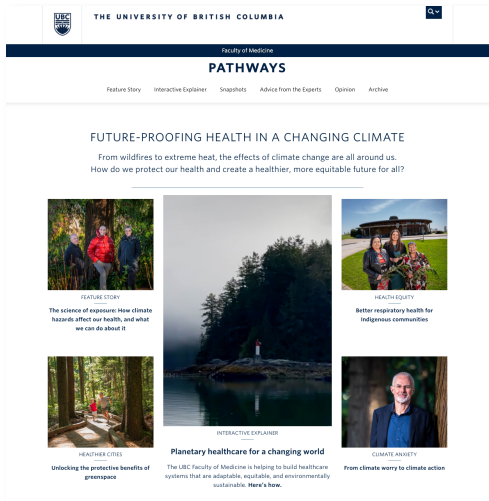 UBC
THE UNIVERSITY OF BRITISH COLUMBIA
Faculty of Medicine
PATHWAYS
Feature Story
Interactive Explainer
Snapshots
Advice from the Experts
Opinion
Archive
FUTURE-PROOFING HEALTH IN A CHANGING CLIMATE
From wildfires to extreme heat, the effects of climate change are all around us.
How do we protect our health and create a healthier, more equitable future for all?
FEATURE STORY
The science of exposure: How climate
hazards affect our health, and what
we can do about it
HEALTHIER CITIES
Unlocking the protective benefits of
greenspace
INTERACTIVE EXPLAINER
Planetary healthcare for a changing world
The UBC Faculty of Medicine is helping to build healthcare
systems that are adaptable, equitable, and environmentally
sustainable. Here's how.
HEALTH EQUITY
Better respiratory health for
Indigenous communities
CLIMATE ANXIETY
From climate worry to climate action